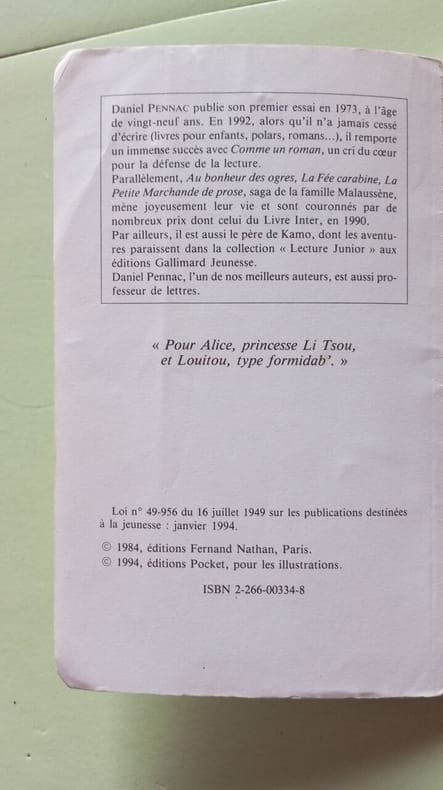 Daniel PENNAC publie son premier essai en 1973, à l'âge
de vingt-neuf ans. En 1992, alors qu'il n'a jamais cessé
d'écrire (livres pour enfants, polars, romans...), il remporte
un immense succès avec Comme un roman, un cri du cœur
pour la défense de la lecture.
Parallèlement, Au bonheur des ogres, La Fée carabine, La
Petite Marchande de prose, saga de la famille Malaussène,
mène joyeusement leur vie et sont couronnés par de
nombreux prix dont celui du Livre Inter, en 1990.
Par ailleurs, il est aussi le père de Kamo, dont les aventu-
res paraissent dans la collection « Lecture Junior » aux
éditions Gallimard Jeunesse.
Daniel Pennac, l'un de nos meilleurs auteurs, est aussi pro-
fesseur de lettres.
« Pour Alice, princesse Li Tsou,
et Louitou, type formidab'. »
Loi n° 49-956 du 16 juillet 1949 sur les publications destinées
à la jeunesse : janvier 1994.
© 1984, éditions Fernand Nathan, Paris.
© 1994, éditions Pocket, pour les illustrations.
ISBN 2-266-00334-8